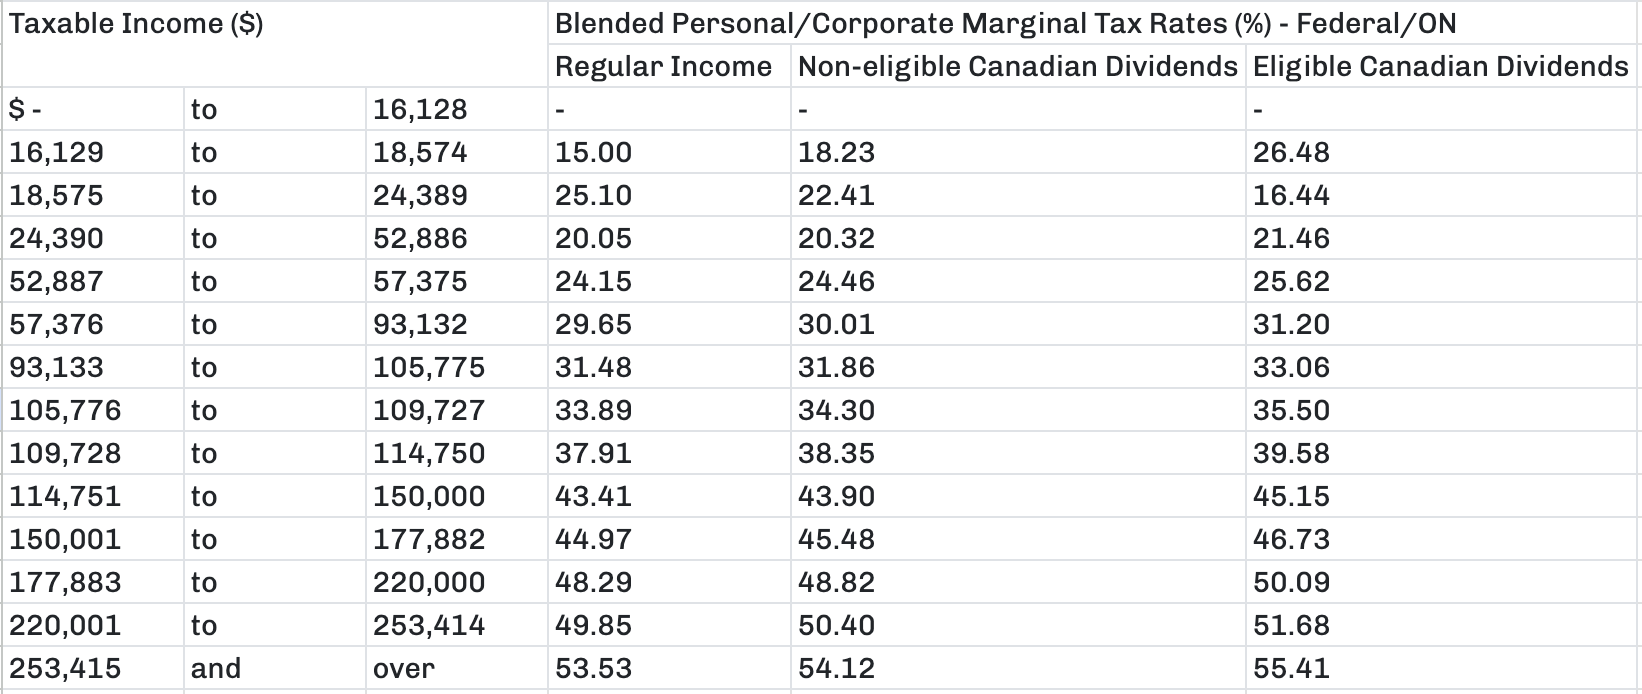 Taxable Income ($) Blended Personal/Corporate Marginal Tax Rates (%) - Federal/ON
Regular Income Non-eligible Canadian Dividends Eligible Canadian Dividends
$ - to 16,128 - - -
16,129 to 18,574 15.00 18.23 26.48
18,575 to 24,389 25.10 22.41 16.44
24,390 to 52,886 20.05 20.32 21.46
52,887 to 57,375 24.15 24.46 25.62
57,376 to 93,132 29.65 30.01 31.20
93,133 to 105,775 31.48 31.86 33.06
105,776 to 109,727 33.89 34.30 35.50
109,728 to 114,750 37.91 38.35 39.58
114,751 to 150,000 43.41 43.90 45.15
150,001 to 177,882 44.97 45.48 46.73
177,883 to 220,000 48.29 48.82 50.09
220,001 to 253,414 49.85 50.40 51.68
253,415 and over 53.53 54.12 55.41